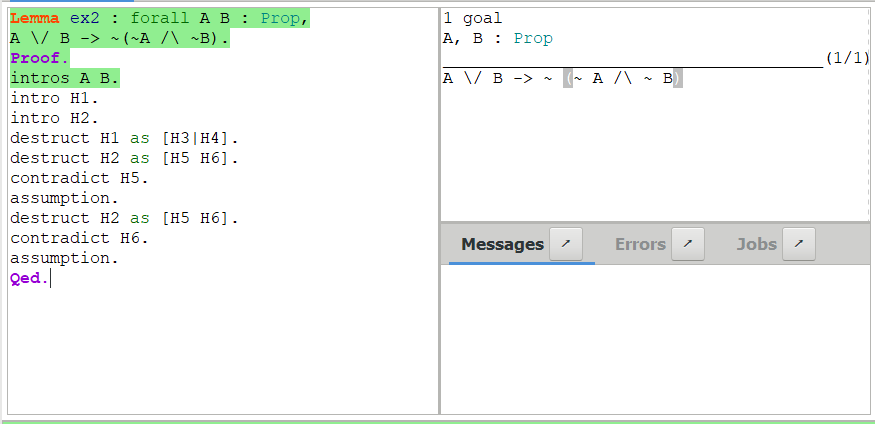 Lemma ex2 : forall A B : Prop,
A \/ B -> ~(~A /\ ~B).
Proof.
intros A B.
intro H1.
intro H2.
destruct H1 as [H3|H4].
destruct H2 as [H5 H6].
contradict H5.
assumption.
destruct H2 as [H5 H6].
contradict H6.
assumption.
Qed.
1 goal
A, B : Prop
(1/1)
A \/ B -> ~ (~ A /\ ~ B)
Messages Errors Jobs